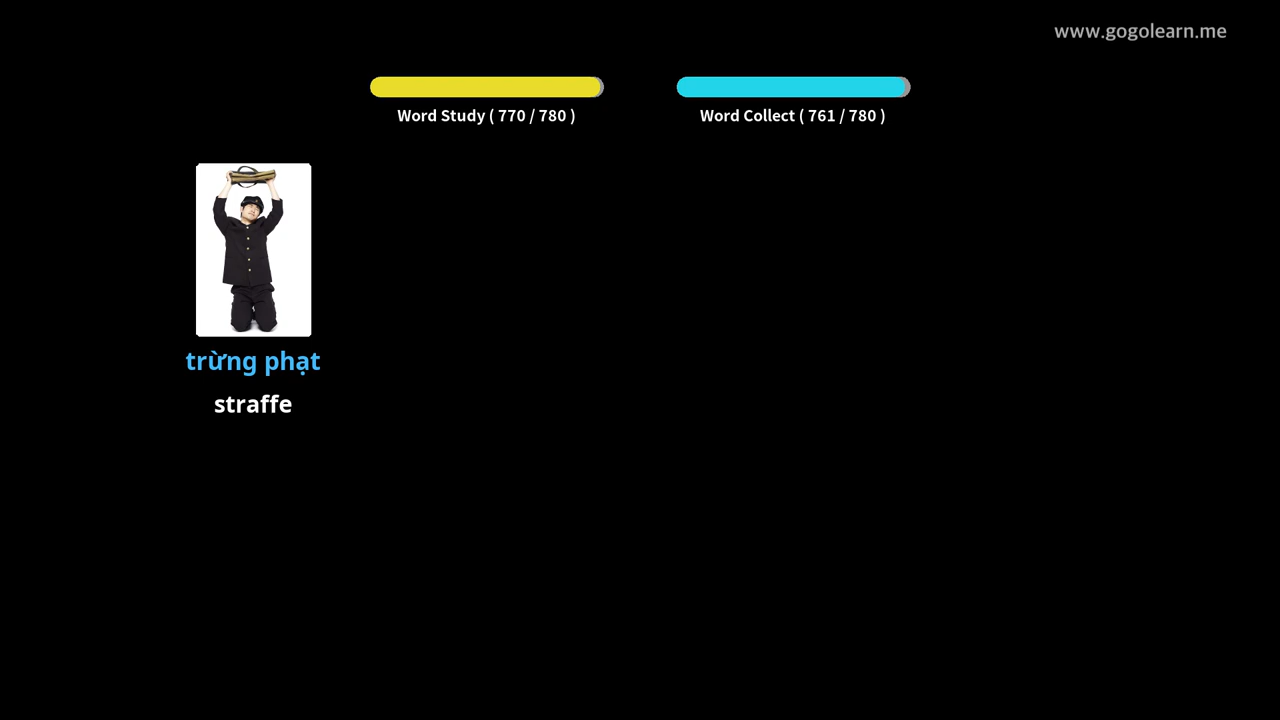 www.gogolearn.me
Word Study ( 770 / 780 )
Word Collect ( 761 / 780 )
trừng phạt
straffe